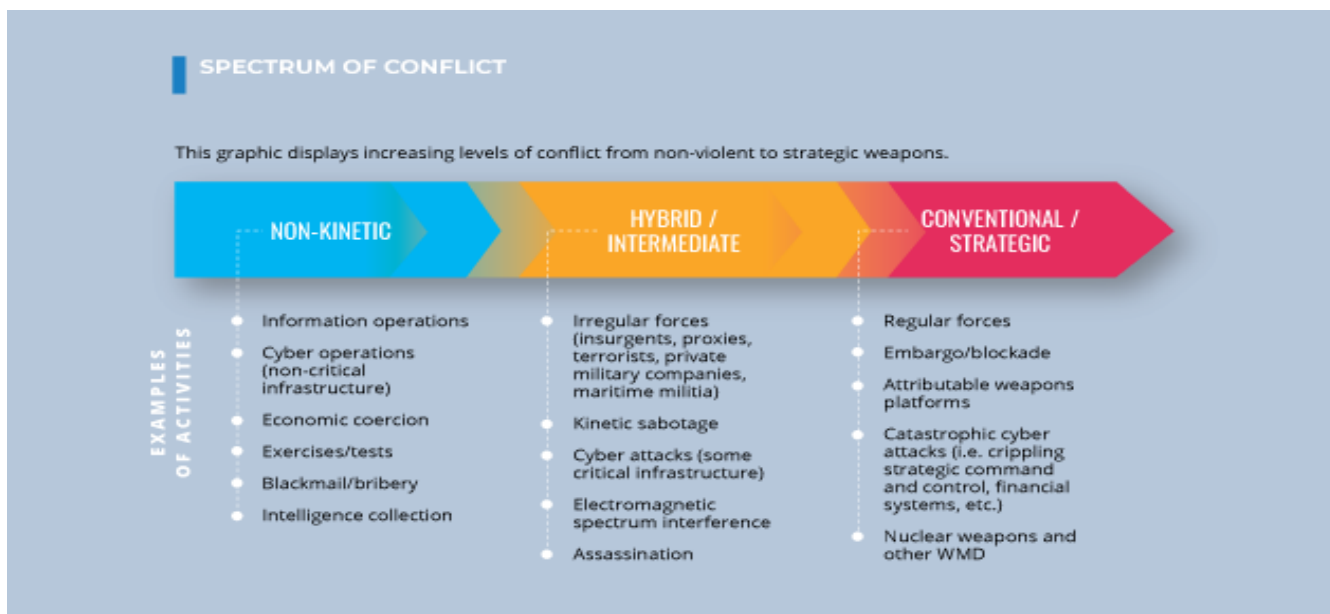 SPECTRUM OF CONFLICT
This graphic displays increasing levels of conflict from non-violent to strategic weapons.
NON-KINETIC
HYBRID /
INTERMEDIATE
CONVENTIONAL /
STRATEGIC
EXAMPLES
OF ACTIVITIES
Information operations
Cyber operations
(non-critical
infrastructure)
Economic coercion
Exercises/tests
Blackmail/bribery
Intelligence collection
Irregular forces
(insurgents, proxies,
terrorists, private
military companies,
maritime militia)
Kinetic sabotage
Cyber attacks (some
critical infrastructure)
Electromagnetic
spectrum interference
Assassination
Regular forces
Embargo/blockade
Attributable weapons
platforms
Catastrophic cyber
attacks (i.e. crippling
strategic command
and control, financial
systems, etc.)
Nuclear weapons and
other WMD